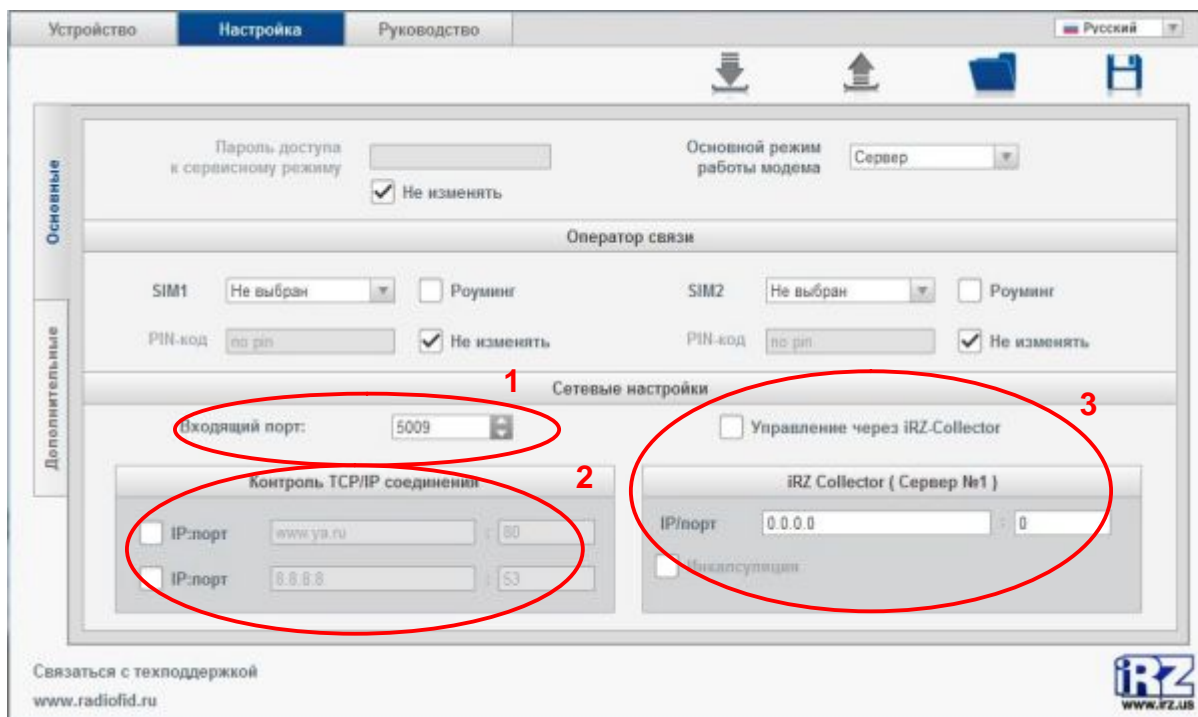 Устройство Настройка Руководство Русский
Пароль доступа
к сервисному режиму
Основной режим
работы модема
Сервер
Не изменять
Основные
Оператор связи
SIM1 Не выбран Роуминг SIM2 Не выбран Роуминг
PIN-код no pin Не изменять PIN-код no pin Не изменять
Дополнительные
1
Сетевые настройки
3
Входящий порт: 5009 Управление через iRZ-Collector
2
Контроль TCP/IP соединения iRZ Collector ( Сервер №1 )
IP:порт www.ya.ru : 80 IP/порт 0.0.0.0 : 0
Инкапсуляция
IP:порт 8.8.8.8 : 53
Связаться с техподдержкой
www.radiofid.ru
iRZ
www.irz.us